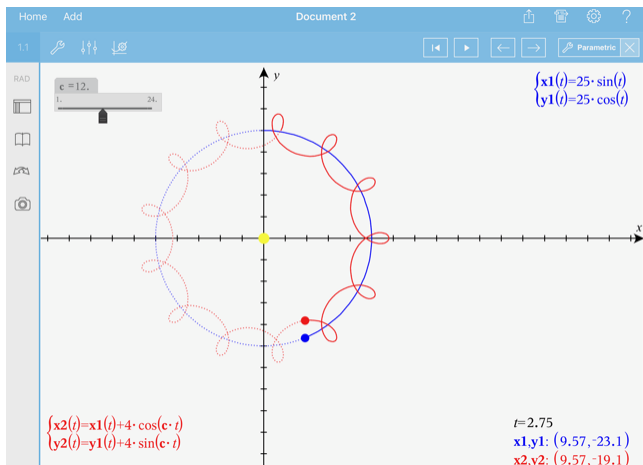 Home Add Document 2 ?
1.1 Parametric
RAD
c =12.
1. 24.
y
x1(t)=25·sin(t)
y1(t)=25·cos(t)
x
x2(t)=x1(t)+4·cos(c·t)
y2(t)=y1(t)+4·sin(c·t)
t=2.75
x1,y1: (9.57,-23.1)
x2,y2: (9.57,-19.1)